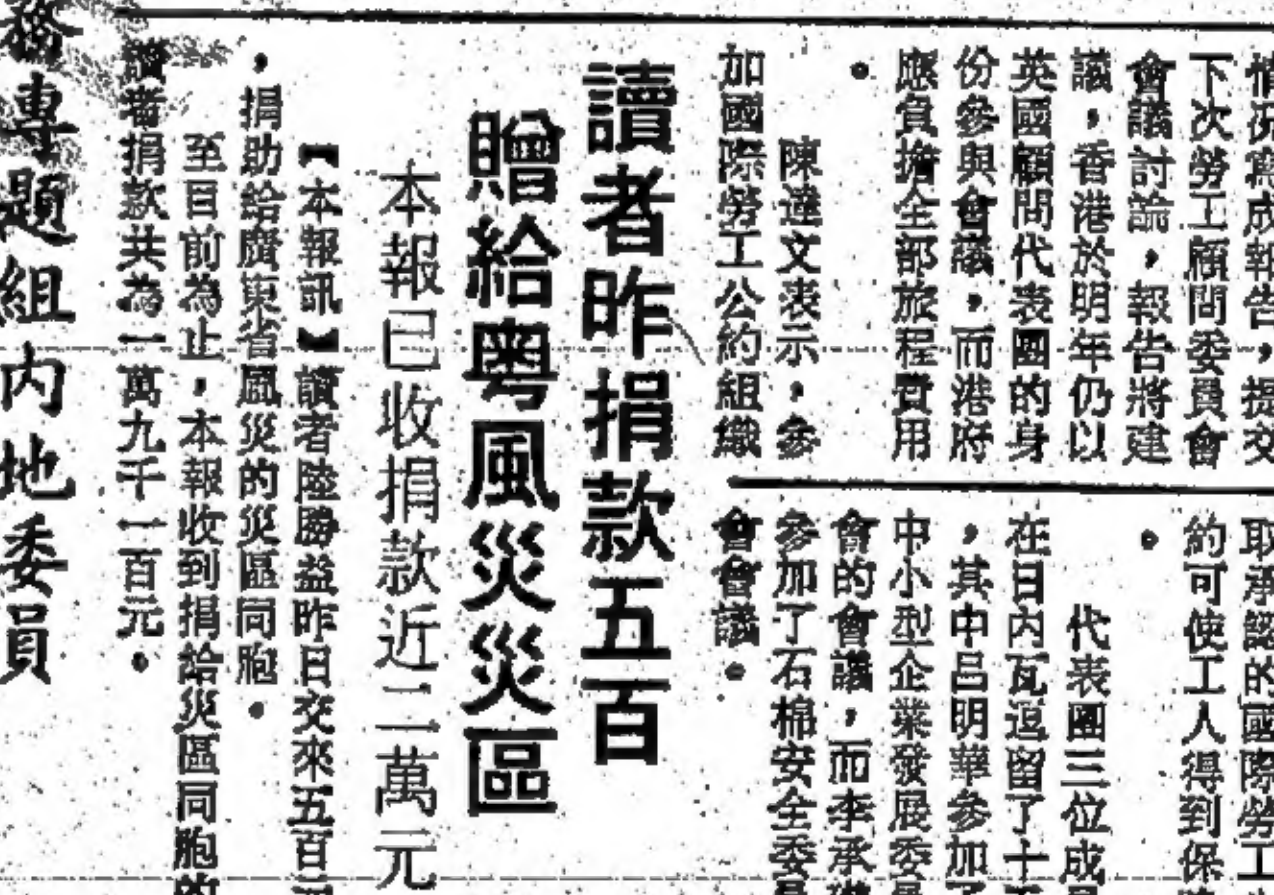 情況寫成報告，提交
下次勞工顧問委員會
會議討論，報告將建
議，香港於明年仍以
英國顧問代表團的身
份參與會議，而港府
應負擔全部旅程費用
。
陳達文表示，參
加國際勞工公約組織
取承認的國際勞工
約可使工人得到保
。
代表團三位成
在日內瓦逗留了十
，其中呂明華參加了
中小型企業發展委員
會的會議，而李承
參加了石棉安全委員
會會議。
讀者昨捐款五百
贈給粵風災災區
本報已收捐款近二萬元
【本報訊】讀者陸勝益昨日交來五百
，捐助給廣東省風災的災區同胞。
至目前為止，本報收到捐給災區同胞的
讀者捐款共為一萬九千一百元。
務專題組內地委員